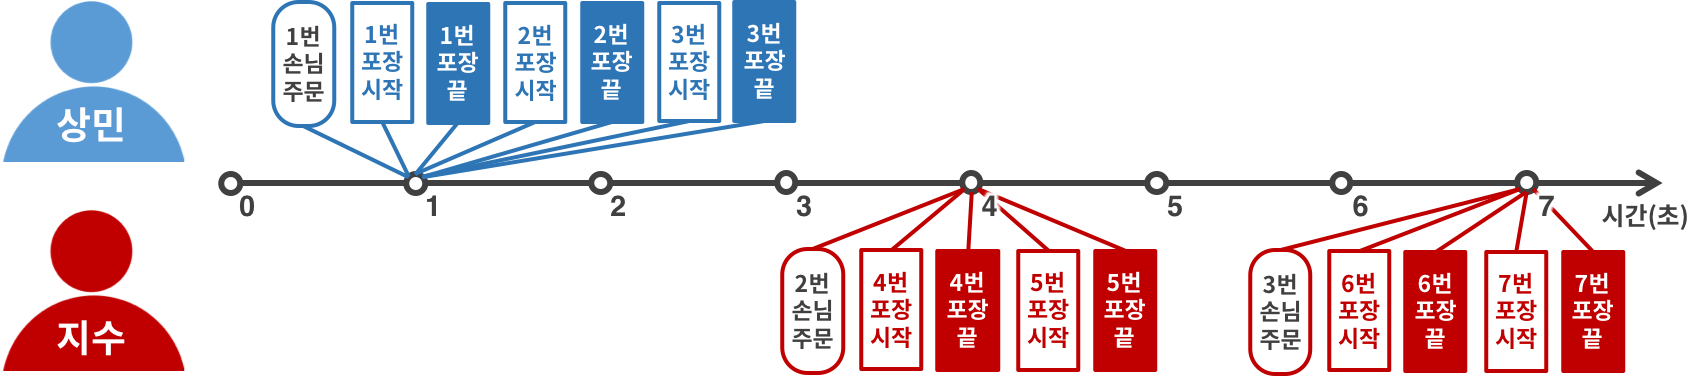 상민
1번
손님
주문
1번
포장
시작
1번
포장
끝
2번
포장
시작
2번
포장
끝
3번
포장
시작
3번
포장
끝
0
1
2
3
4
5
6
7
시간(초)
지수
2번
손님
주문
4번
포장
시작
4번
포장
끝
5번
포장
시작
5번
포장
끝
3번
손님
주문
6번
포장
시작
6번
포장
끝
7번
포장
시작
7번
포장
끝